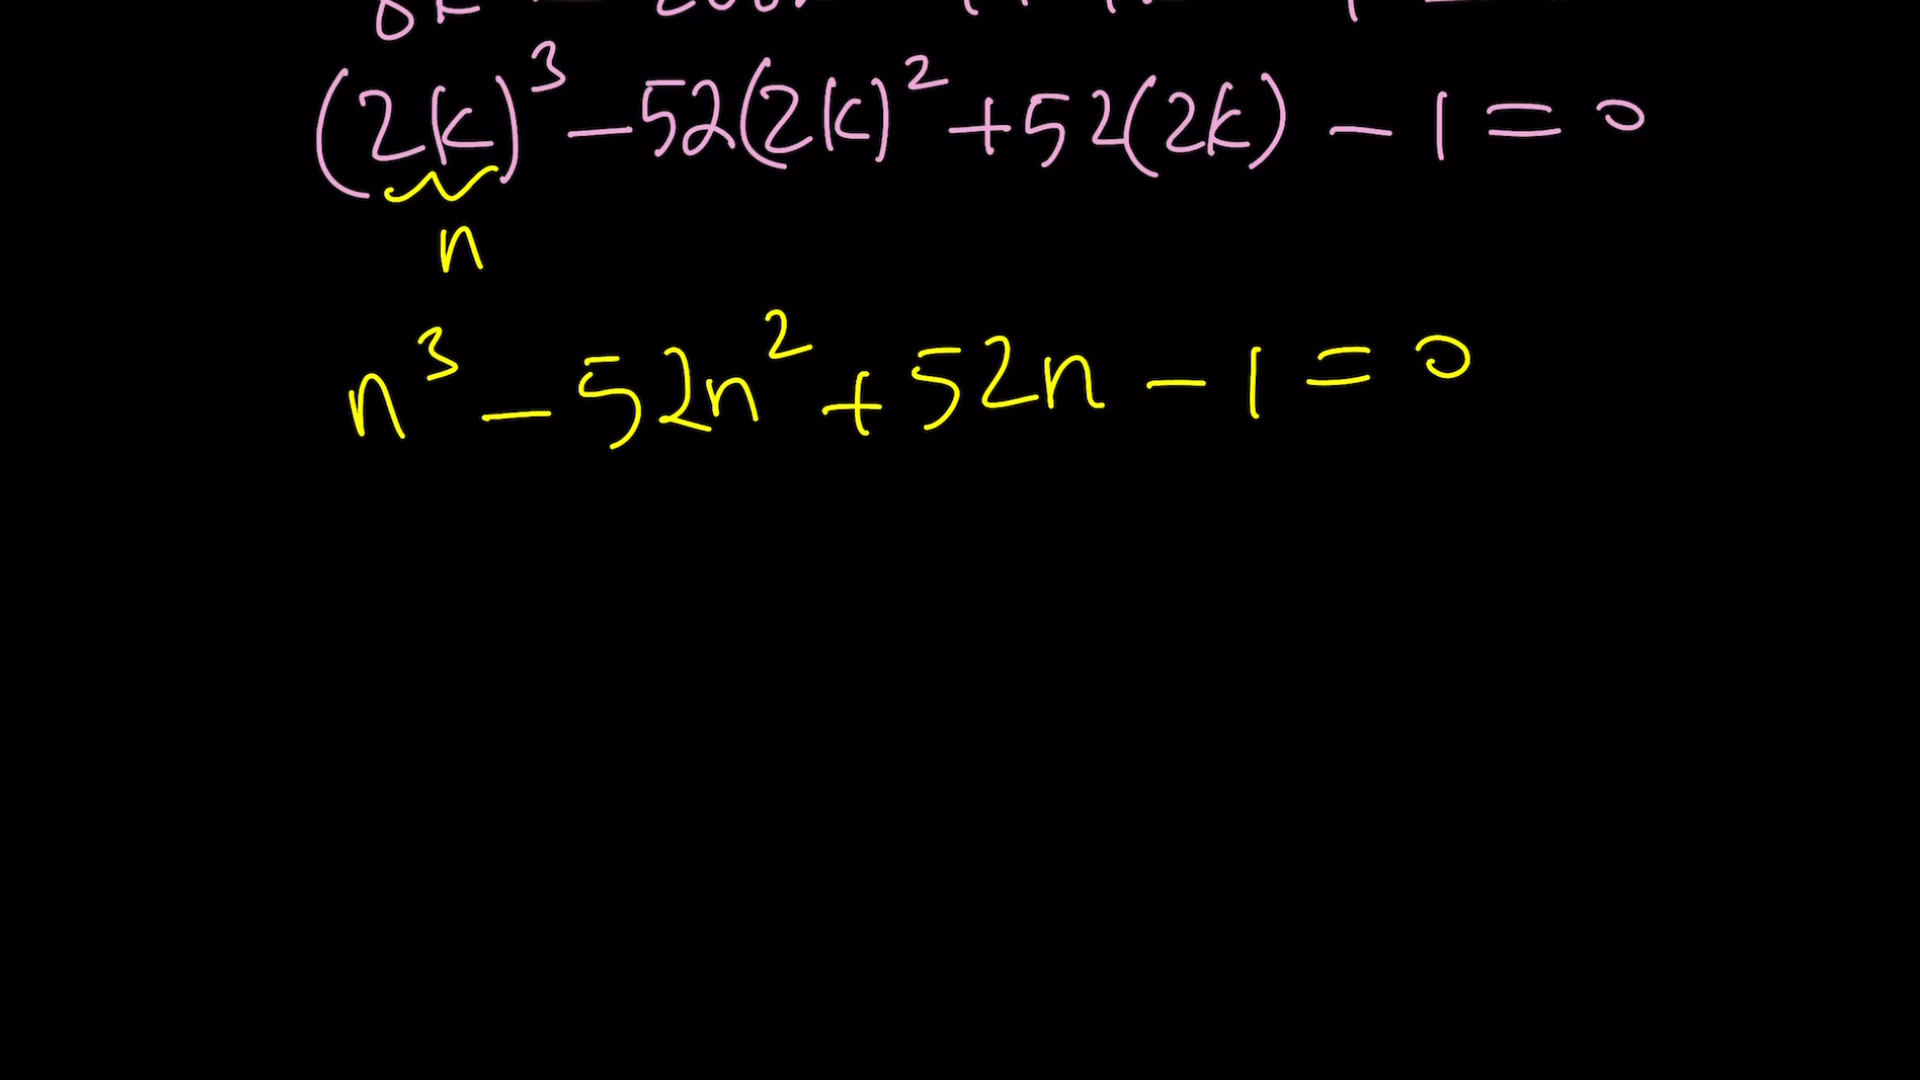 (2k)³ – 52(2k)² + 52(2k) – 1 = 0
n
n³ – 52n² + 52n – 1 = 0